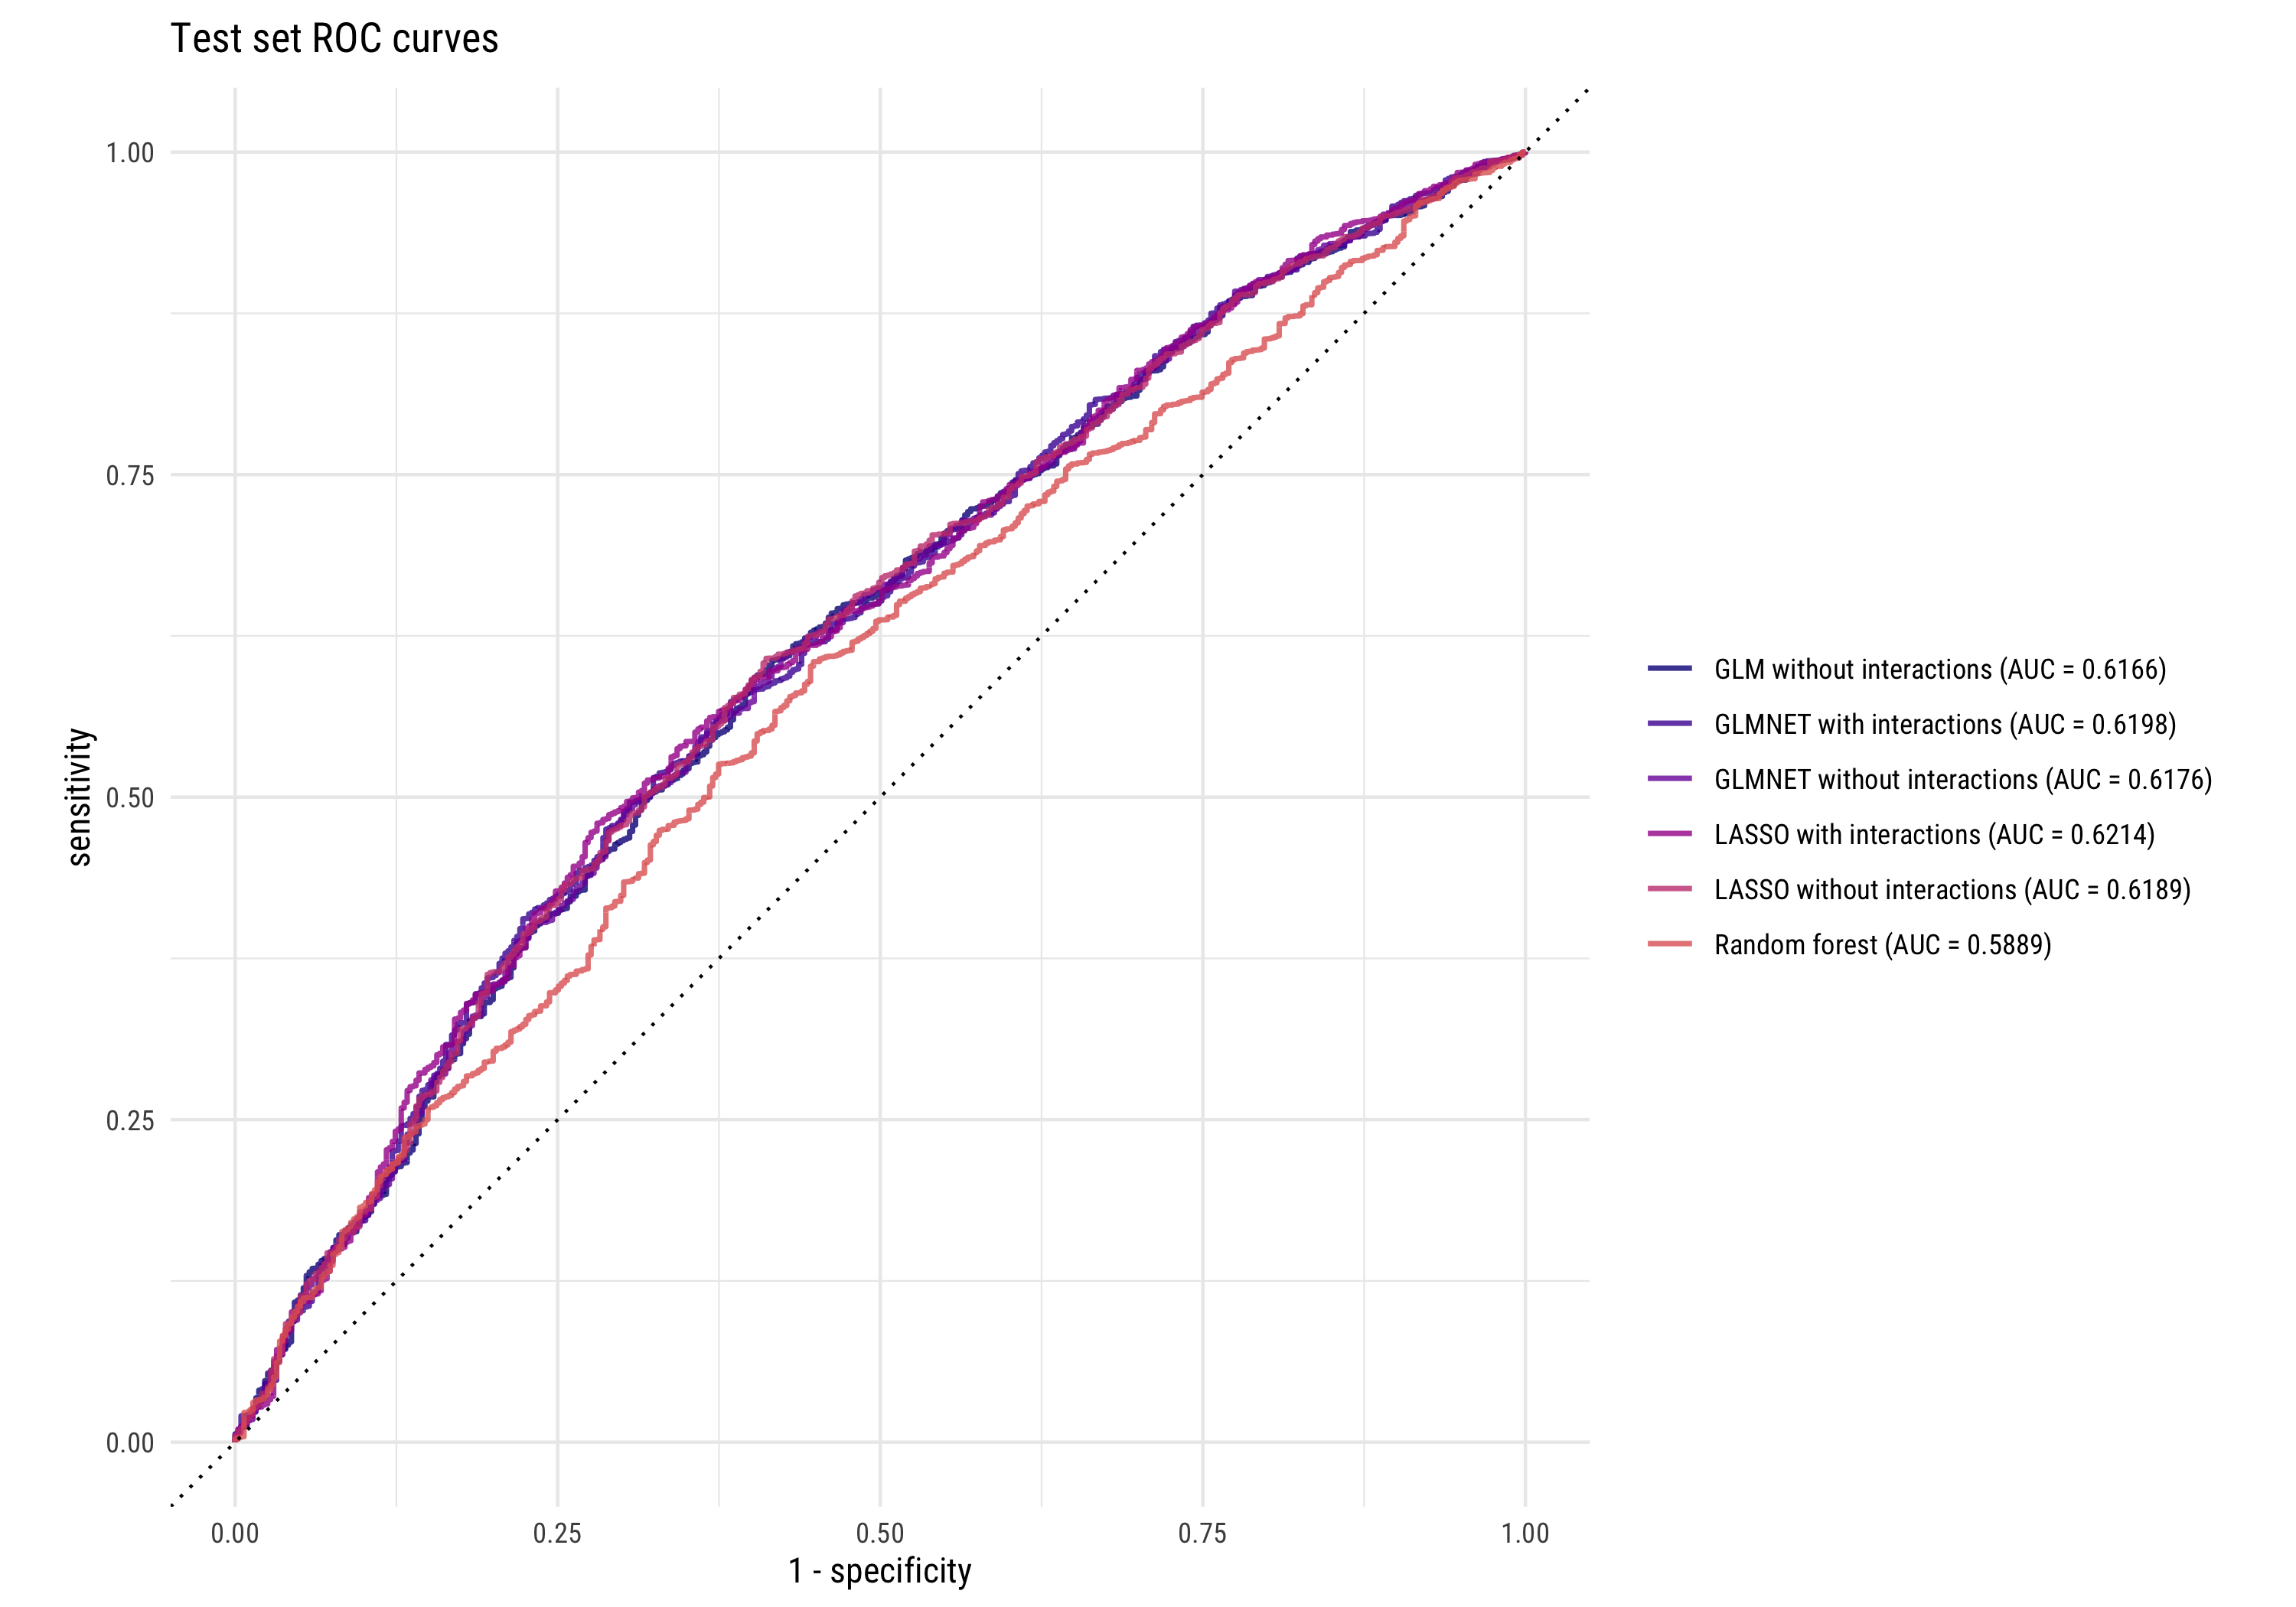 Test set ROC curves
1.00
0.75
0.50
0.25
0.00
sensitivity
0.00
0.25
0.50
0.75
1.00
1 - specificity
GLM without interactions (AUC = 0.6166)
GLMNET with interactions (AUC = 0.6198)
GLMNET without interactions (AUC = 0.6176)
LASSO with interactions (AUC = 0.6214)
LASSO without interactions (AUC = 0.6189)
Random forest (AUC = 0.5889)